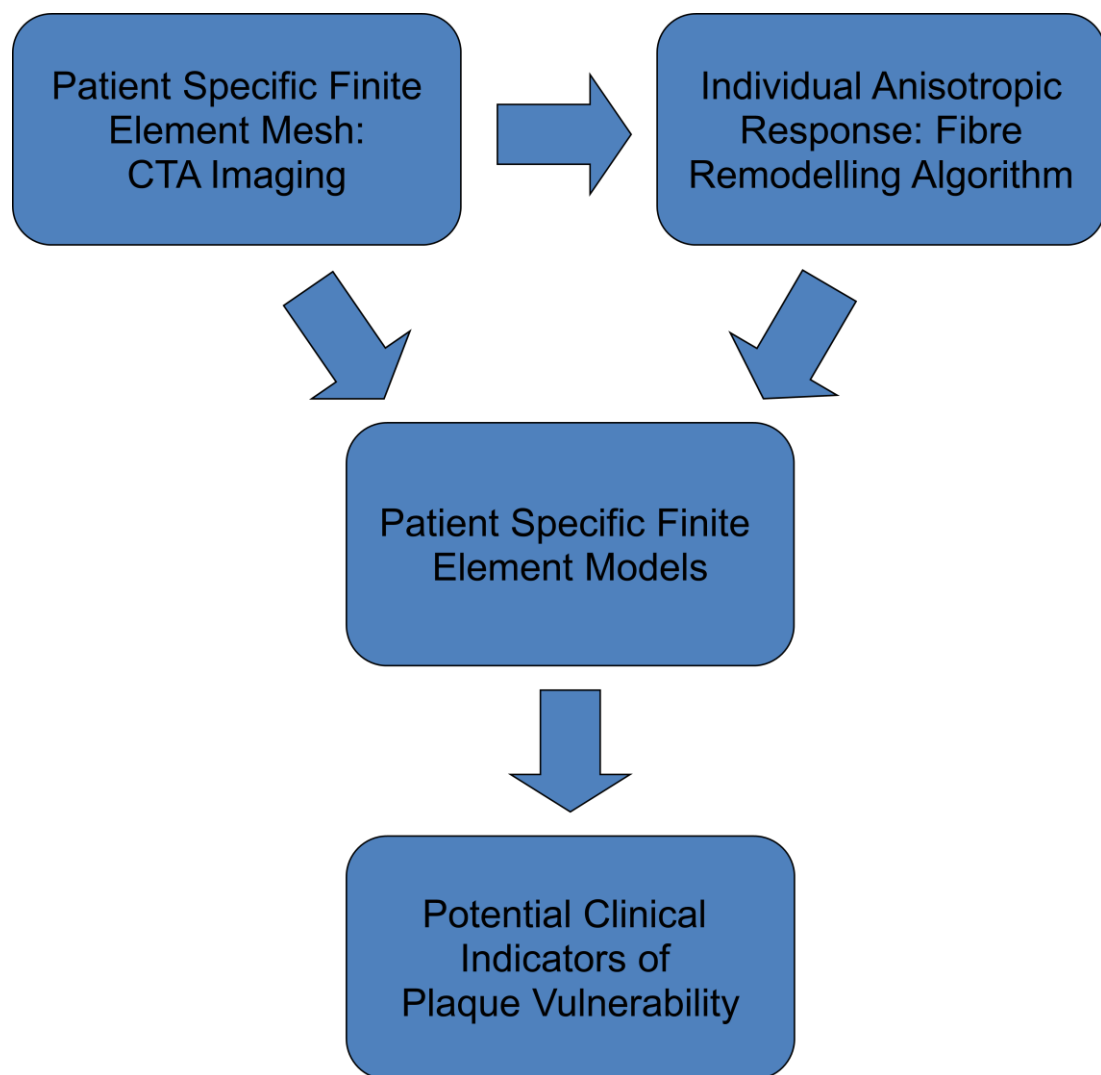 Patient Specific Finite
Element Mesh:
CTA Imaging
Individual Anisotropic
Response: Fibre
Remodelling Algorithm
Patient Specific Finite
Element Models
Potential Clinical
Indicators of
Plaque Vulnerability